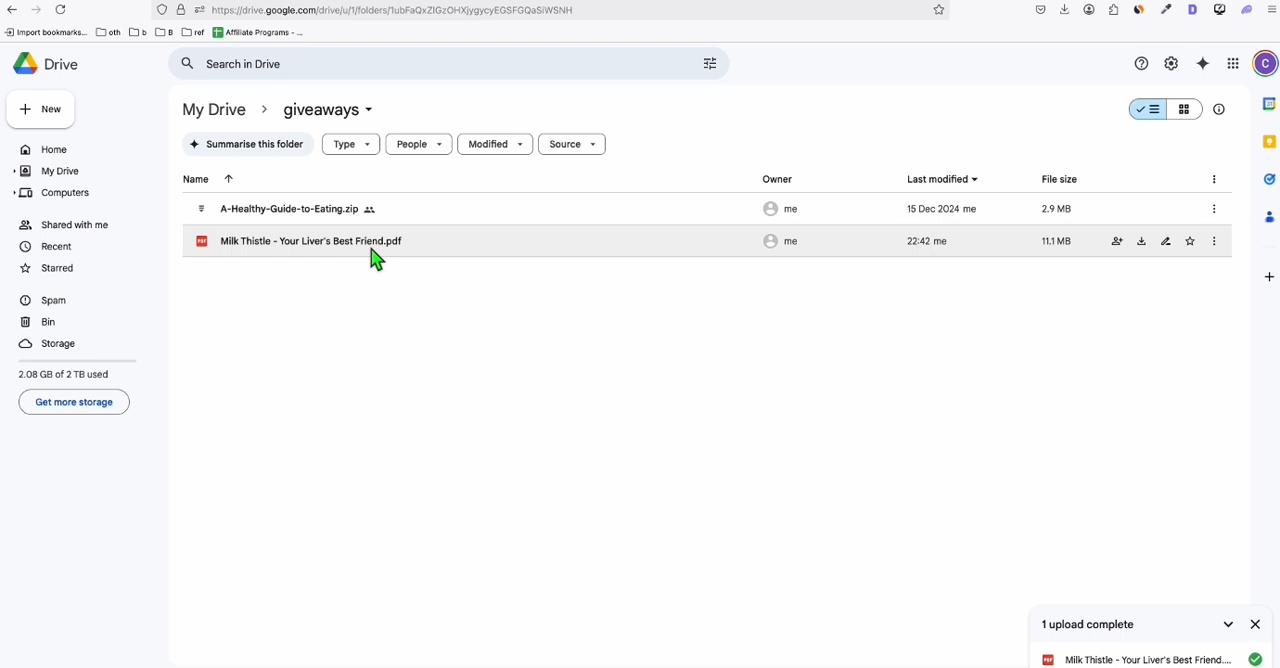 https://drive.google.com/drive/u/1/folders/1ubFaQxZIGzOHXjygycyEGSFGQaSiWSNH
Import bookmarks... oth b B ref Affiliate Programs - ...
Drive
Search in Drive
C
New
My Drive > giveaways
Summarise this folder Type People Modified Source
Home
My Drive
Computers
Shared with me
Recent
Starred
Spam
Bin
Storage
2.08 GB of 2 TB used
Get more storage
Name Owner Last modified File size
A-Healthy-Guide-to-Eating.zip me 15 Dec 2024 me 2.9 MB
PDF Milk Thistle - Your Liver's Best Friend.pdf me 22:42 me 11.1 MB
1 upload complete
PDF Milk Thistle - Your Liver's Best Friend....